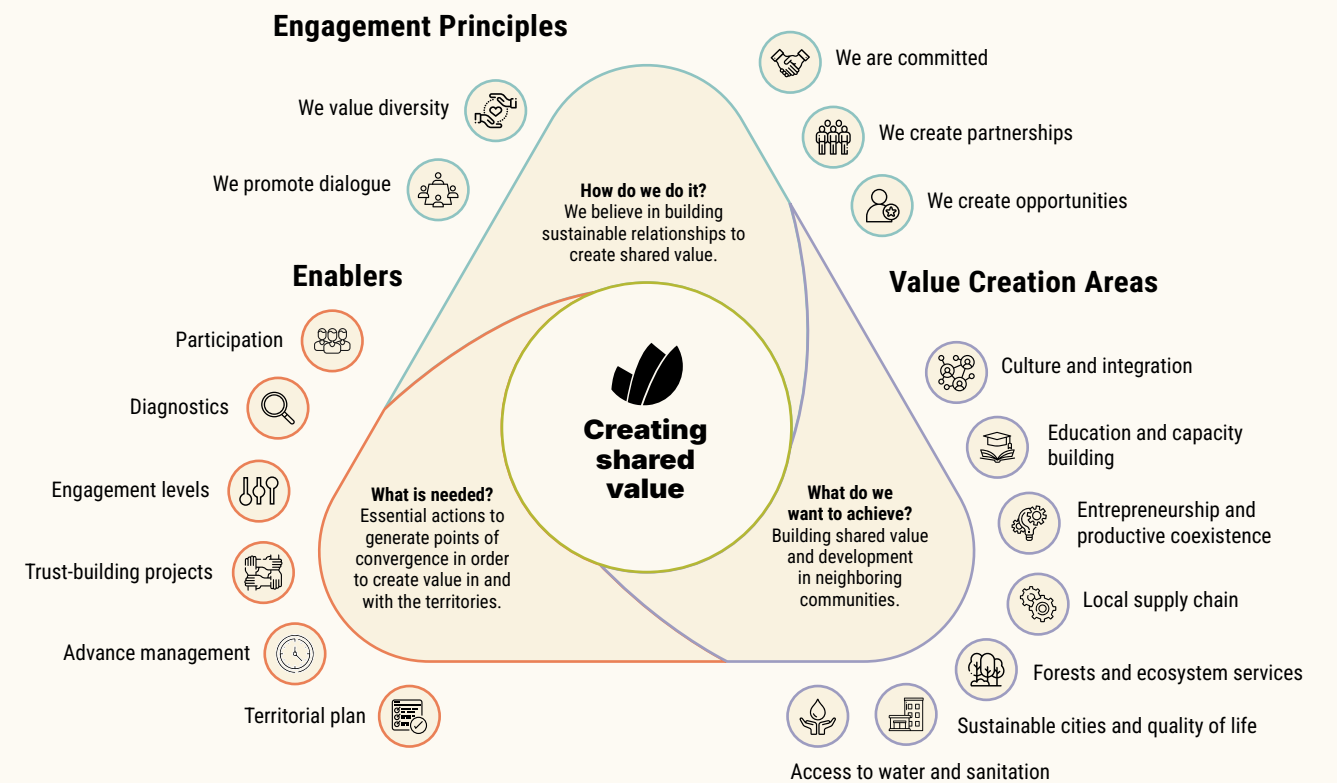 Engagement Principles
We value diversity
We promote dialogue
We are committed
We create partnerships
We create opportunities
How do we do it?
We believe in building
sustainable relationships to
create shared value.
Enablers
Participation
Diagnostics
Engagement levels
Trust-building projects
Advance management
Territorial plan
What is needed?
Essential actions to
generate points of
convergence in order
to create value in and
with the territories.
Creating
shared
value
Value Creation Areas
What do we
want to achieve?
Building shared value
and development
in neighboring
communities.
Culture and integration
Education and capacity
building
Entrepreneurship and
productive coexistence
Local supply chain
Forests and ecosystem services
Sustainable cities and quality of life
Access to water and sanitation